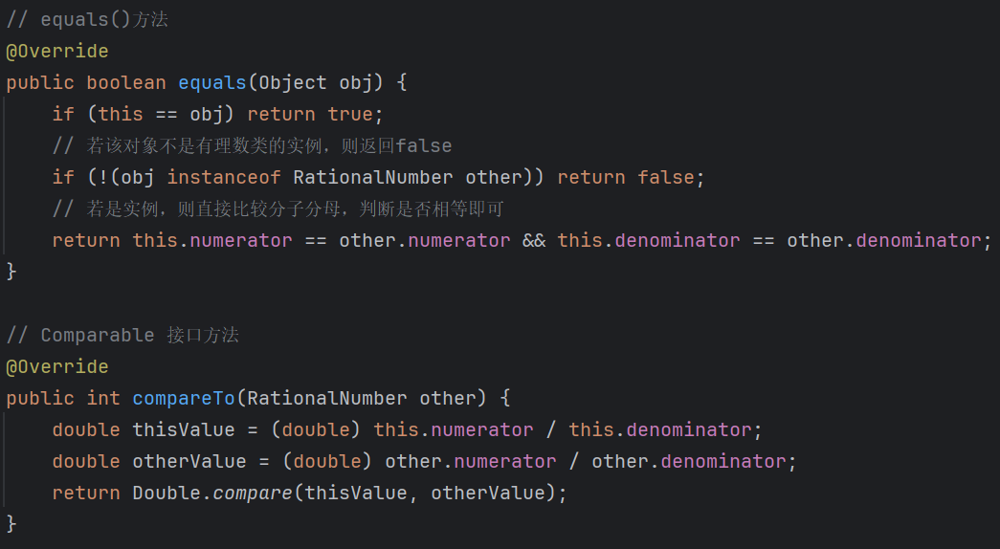 // equals()方法
@Override
public boolean equals(Object obj) {
    if (this == obj) return true;
    // 若该对象不是有理数类的实例，则返回false
    if (!(obj instanceof RationalNumber other)) return false;
    // 若是实例，则直接比较分子分母，判断是否相等即可
    return this.numerator == other.numerator && this.denominator == other.denominator;
}

// Comparable 接口方法
@Override
public int compareTo(RationalNumber other) {
    double thisValue = (double) this.numerator / this.denominator;
    double otherValue = (double) other.numerator / other.denominator;
    return Double.compare(thisValue, otherValue);
}